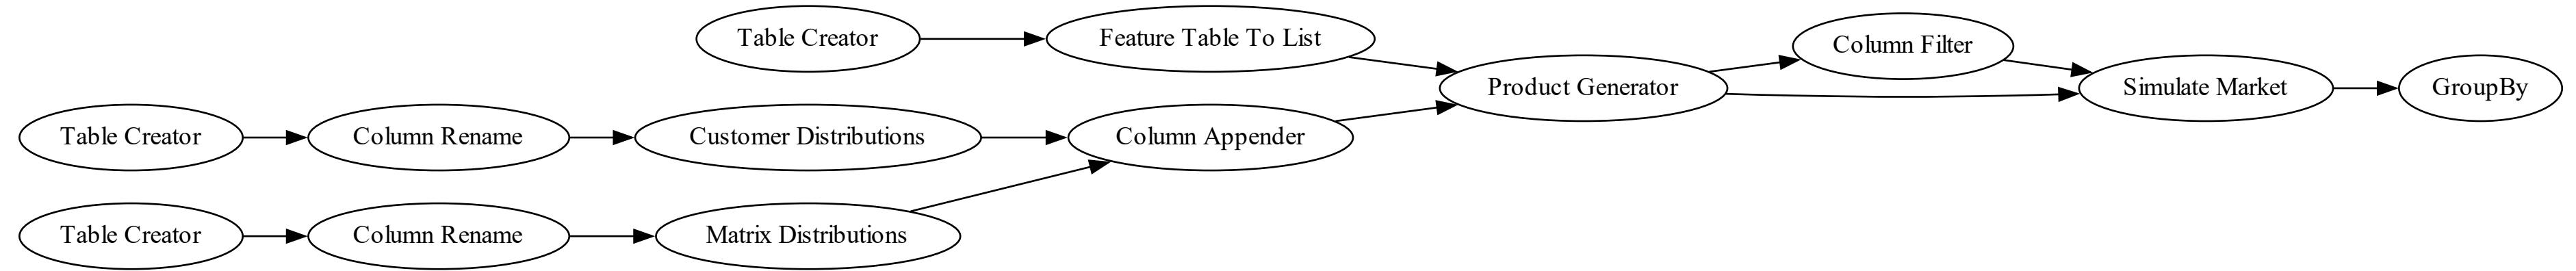 Table Creator
Feature Table To List
Column Filter
Product Generator
Simulate Market
GroupBy
Table Creator
Column Rename
Customer Distributions
Column Appender
Table Creator
Column Rename
Matrix Distributions